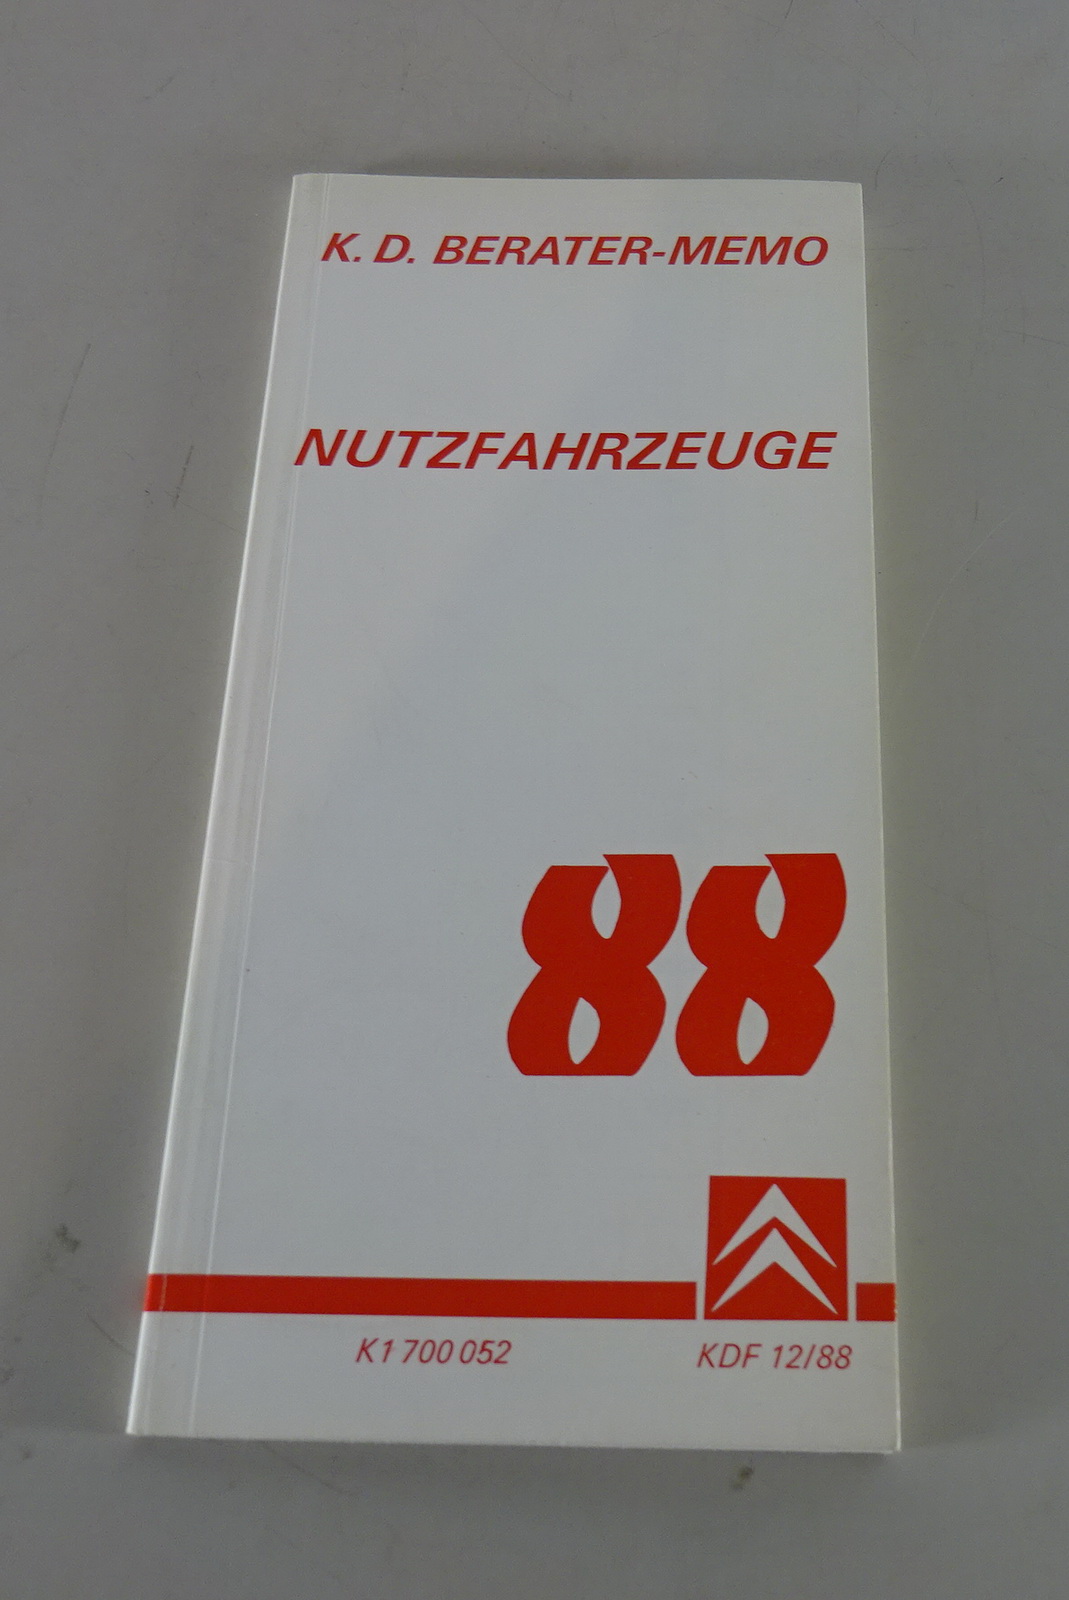 K. D. BERATER-MEMO
NUTZFAHRZEUGE
88
K1 700 052
KDF 12/88